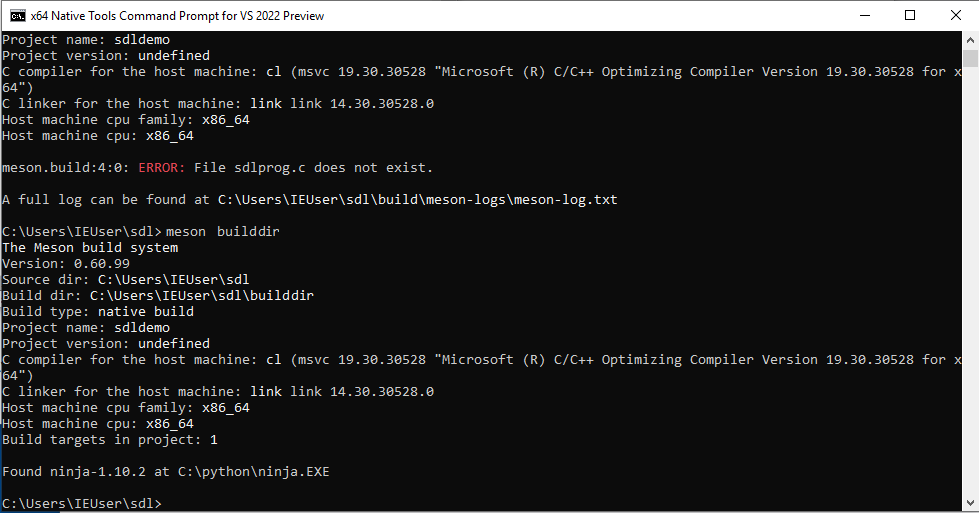 x64 Native Tools Command Prompt for VS 2022 Preview
Project name: sdldemo
Project version: undefined
C compiler for the host machine: cl (msvc 19.30.30528 "Microsoft (R) C/C++ Optimizing Compiler Version 19.30.30528 for x
64")
C linker for the host machine: link link 14.30.30528.0
Host machine cpu family: x86_64
Host machine cpu: x86_64
meson.build:4:0: ERROR: File sdlprog.c does not exist.
A full log can be found at C:\Users\IEUser\sdl\build\meson-logs\meson-log.txt
C:\Users\IEUser\sdl>meson  builddir
The Meson build system
Version: 0.60.99
Source dir: C:\Users\IEUser\sdl
Build dir: C:\Users\IEUser\sdl\builddir
Build type: native build
Project name: sdldemo
Project version: undefined
C compiler for the host machine: cl (msvc 19.30.30528 "Microsoft (R) C/C++ Optimizing Compiler Version 19.30.30528 for x
64")
C linker for the host machine: link link 14.30.30528.0
Host machine cpu family: x86_64
Host machine cpu: x86_64
Build targets in project: 1
Found ninja-1.10.2 at C:\python\ninja.EXE
C:\Users\IEUser\sdl>